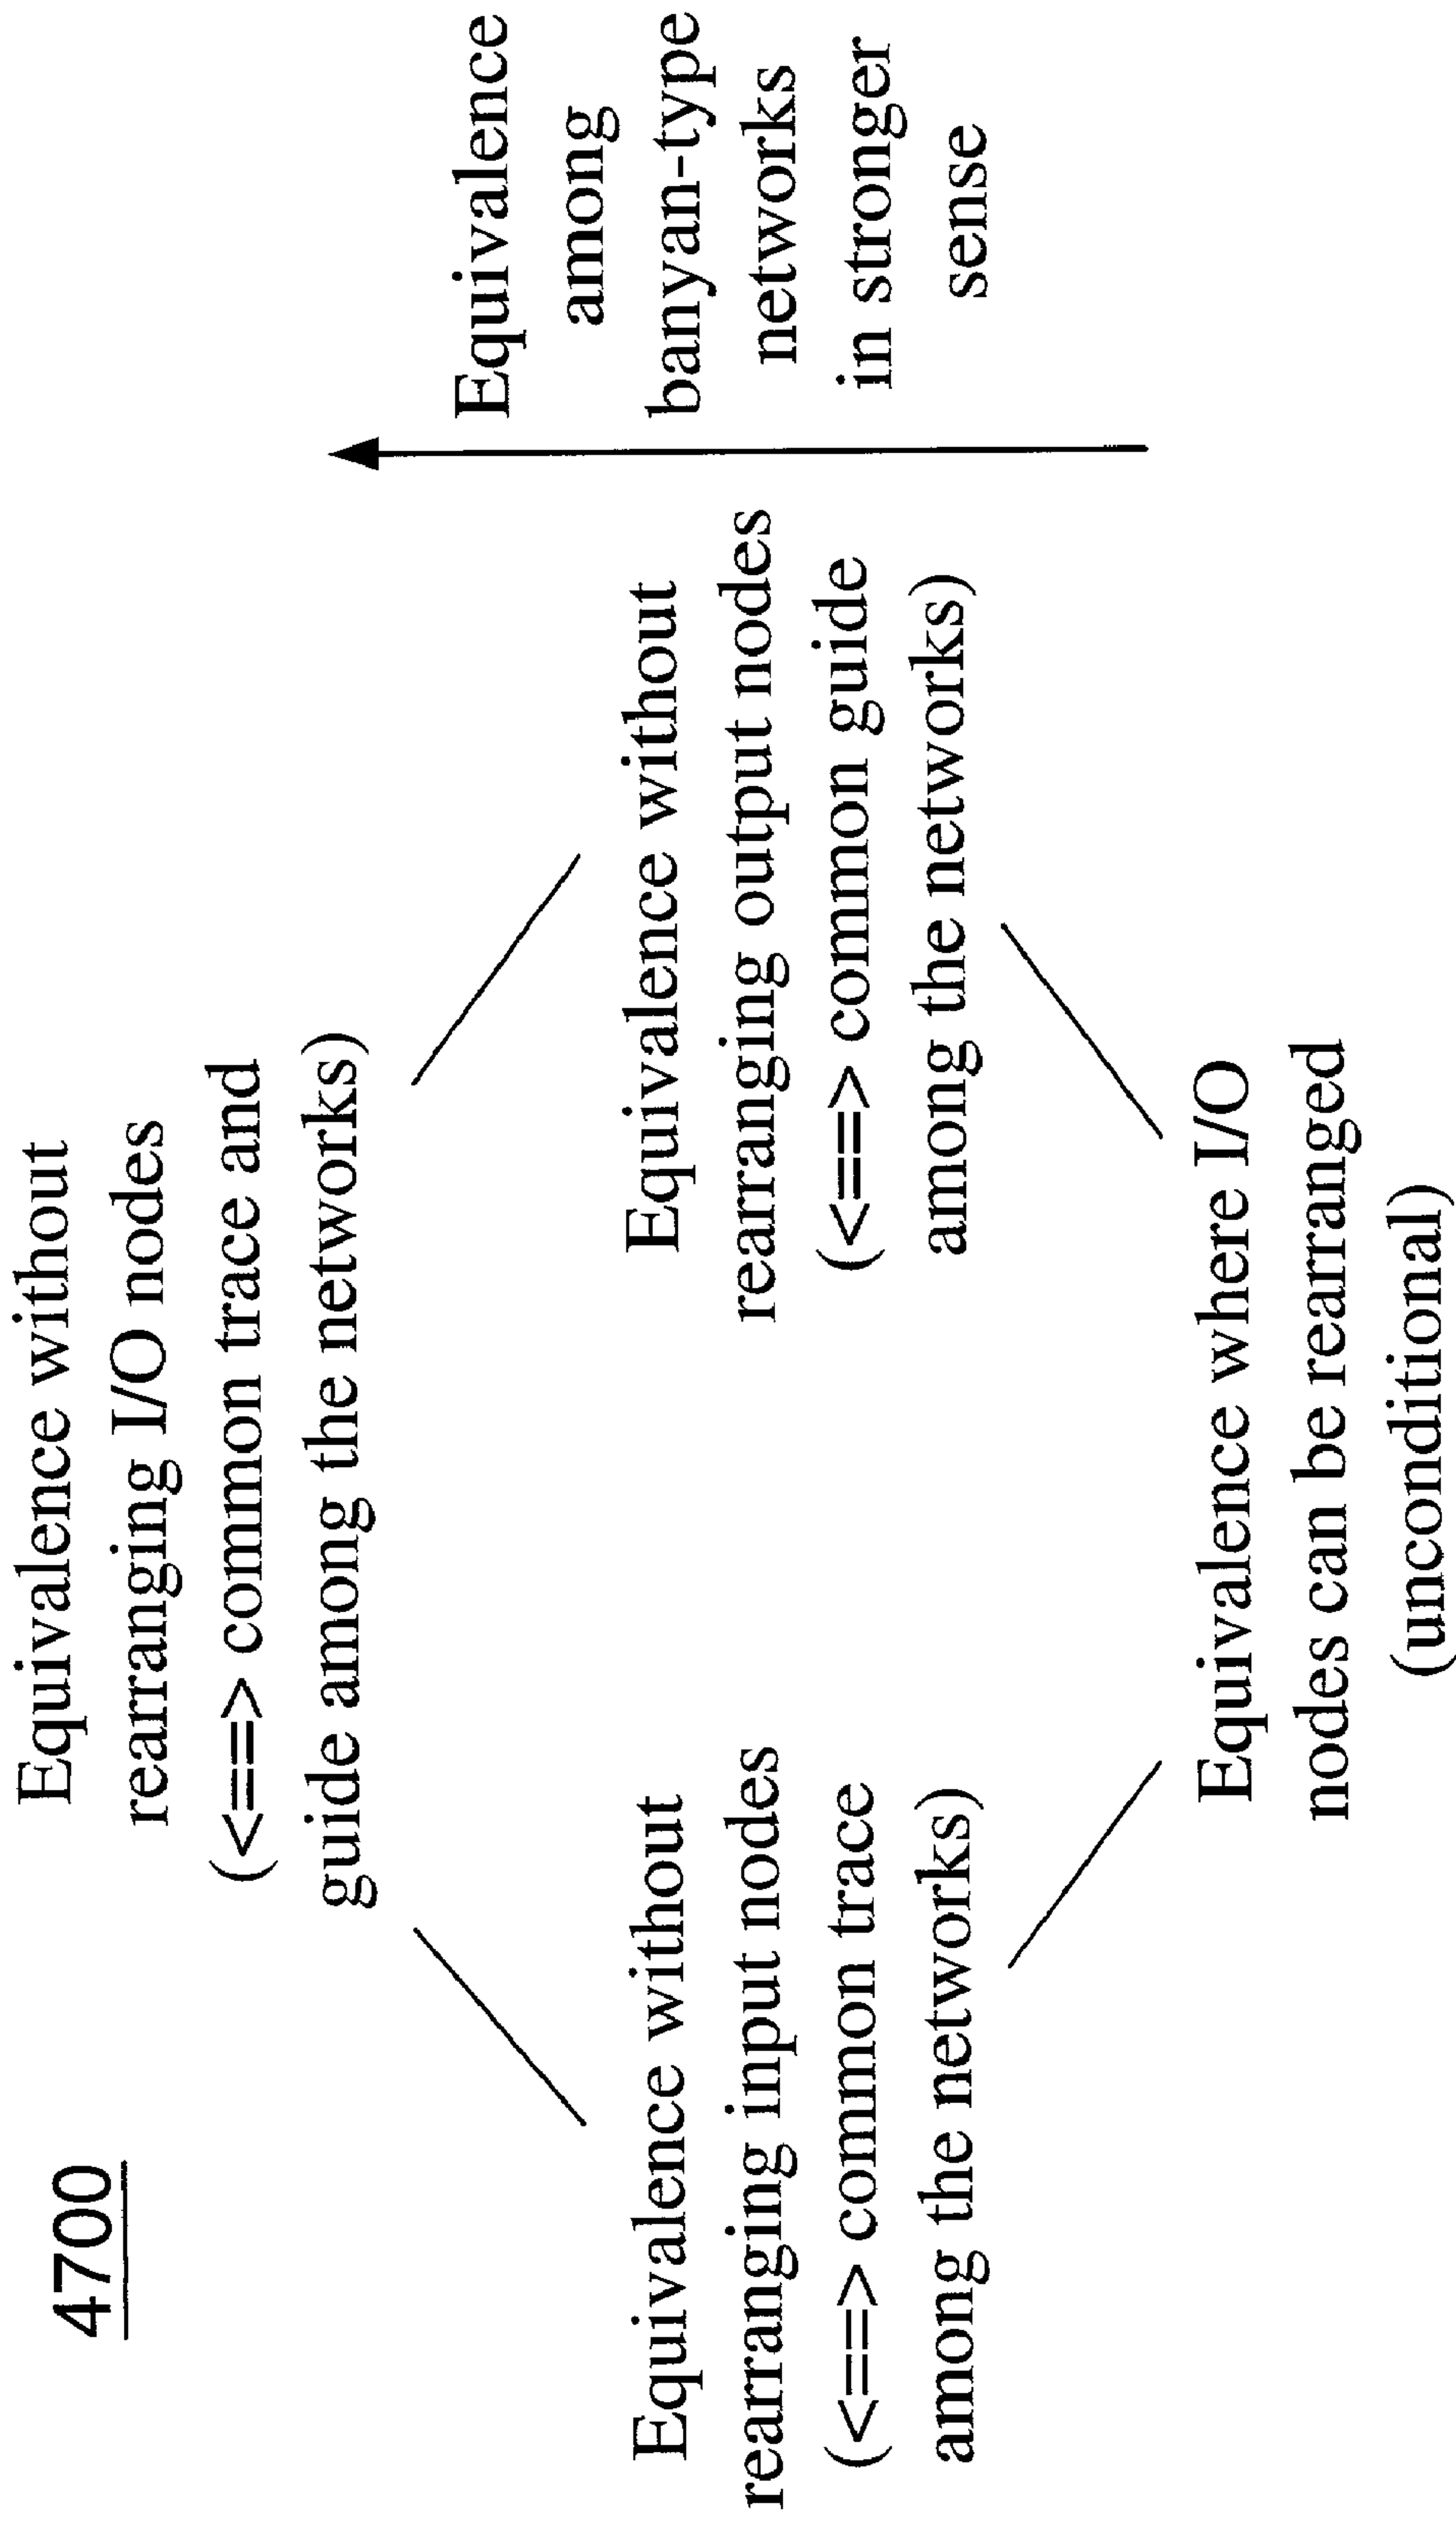 4700
Equivalence without
rearranging I/O nodes
(<==> common trace and
guide among the networks)
Equivalence without
rearranging input nodes
(<==> common trace
among the networks)
Equivalence without
rearranging output nodes
(<==> common guide
among the networks)
Equivalence where I/O
nodes can be rearranged
(unconditional)
Equivalence
among
banyan-type
networks
in stronger
sense